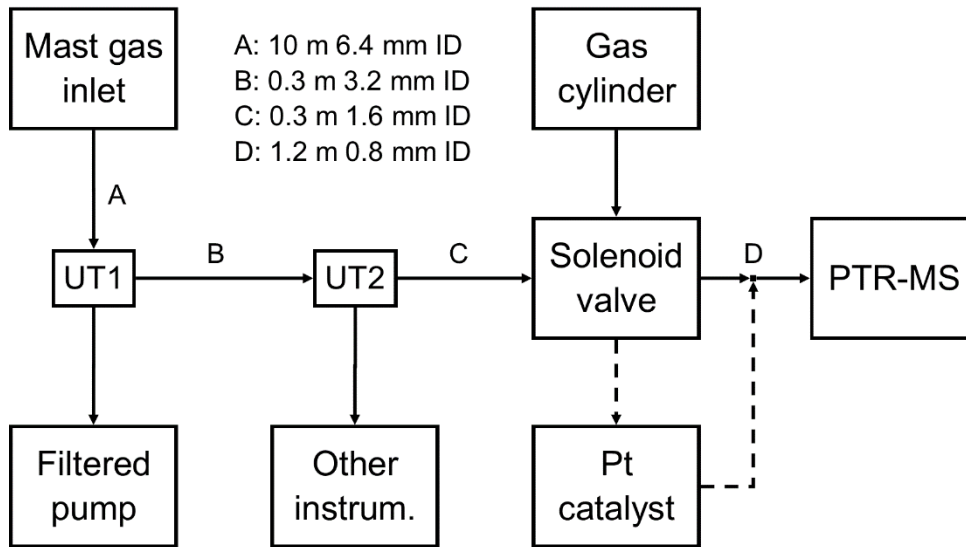 Mast gas
inlet
A: 10 m 6.4 mm ID
B: 0.3 m 3.2 mm ID
C: 0.3 m 1.6 mm ID
D: 1.2 m 0.8 mm ID
Gas
cylinder
A
UT1
B
UT2
C
Solenoid
valve
D
PTR-MS
Filtered
pump
Other
instrum.
Pt
catalyst